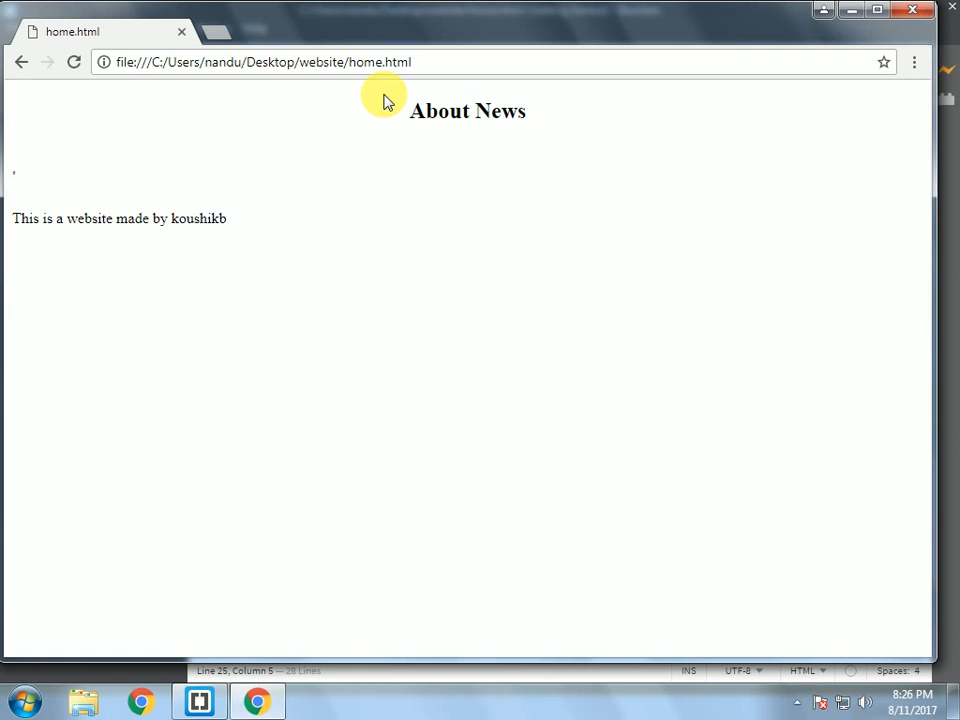 home.html
file:///C:/Users/nandu/Desktop/website/home.html
About News
,
This is a website made by koushikb
Line 25, Column 5 — 28 Lines
INS UTF-8 HTML Spaces: 4
8:26 PM
8/11/2017